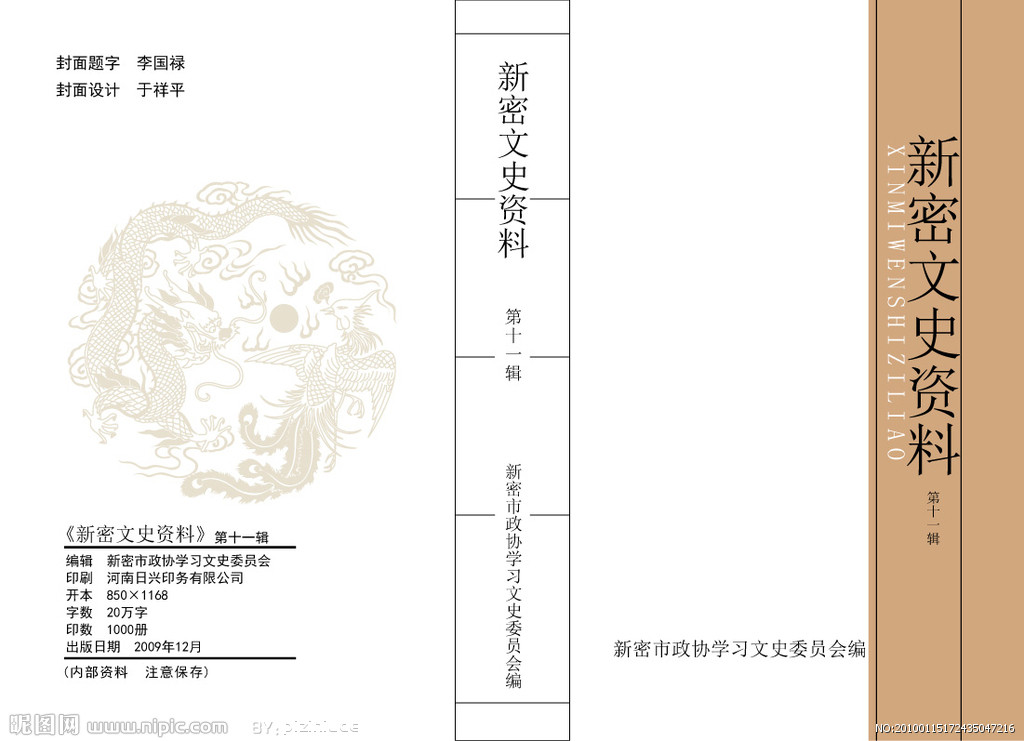 封面题字 李国禄
封面设计 于祥平
《新密文史资料》第十一辑
编辑 新密市政协学习文史委员会
印刷 河南日兴印务有限公司
开本 850×1168
字数 20万字
印数 1000册
出版日期 2009年12月
(内部资料 注意保存)
昵图网 www.nipic.com
新密文史资料
第十一辑
新密市政协学习文史委员会编
新密市政协学习文史委员会编
新密文史资料
XINMIWENSHIZILIAO
第十一辑
NO:20100115172435047216